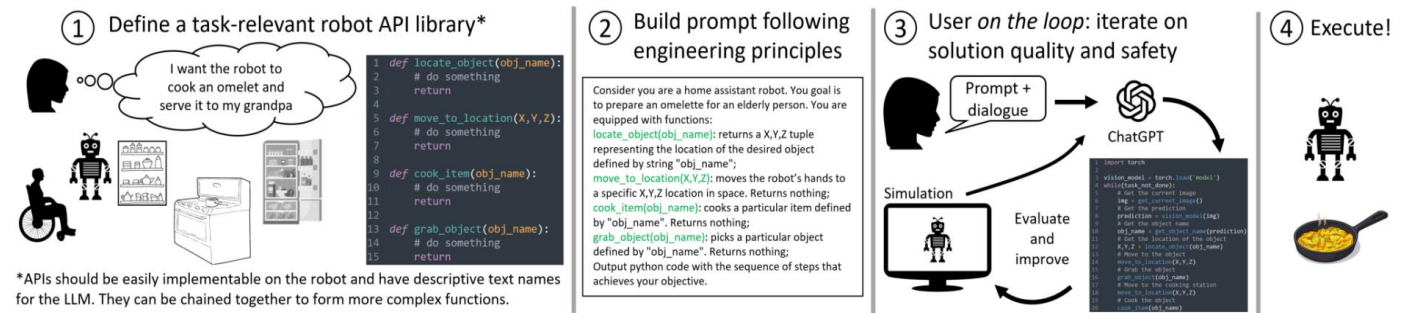 1 Define a task-relevant robot API library*
I want the robot to
cook an omelet and
serve it to my grandpa
1 def locate_object(obj_name):
2 # do something
3 return
4
5 def move_to_location(X,Y,Z):
6 # do something
7 return
8
9 def cook_item(obj_name):
10 # do something
11 return
12
13 def grab_object(obj_name):
14 # do something
15 return
*APIs should be easily implementable on the robot and have descriptive text names
for the LLM. They can be chained together to form more complex functions.
2 Build prompt following
engineering principles
Consider you are a home assistant robot. You goal is
to prepare an omelette for an elderly person. You are
equipped with functions:
locate_object(obj_name): returns a X,Y,Z tuple
representing the location of the desired object
defined by string "obj_name";
move_to_location(X,Y,Z): moves the robot's hands to
a specific X,Y,Z location in space. Returns nothing;
cook_item(obj_name): cooks a particular item defined
by "obj_name". Returns nothing;
grab_object(obj_name): picks a particular object
defined by "obj_name". Returns nothing;
Output python code with the sequence of steps that
achieves your objective.
3 User on the loop: iterate on
solution quality and safety
Prompt +
dialogue
ChatGPT
Simulation
Evaluate
and
improve
1 import torch
2
3 vision_model = torch.load('model')
4 while(task_not_done):
5 # Get the current image
6 img = get_current_image()
7 # Get the prediction
8 prediction = vision_model(img)
9 # Get the object name
10 obj_name = get_object_name(prediction)
11 # Get the location of the object
12 X,Y,Z = locate_object(obj_name)
13 # Move to the object
14 move_to_location(X,Y,Z)
15 # Grab the object
16 grab_object(obj_name)
17 # Move to the cooking station
18 move_to_location(X,Y,Z)
19 # Cook the object
20 cook_item(obj_name)
4 Execute!